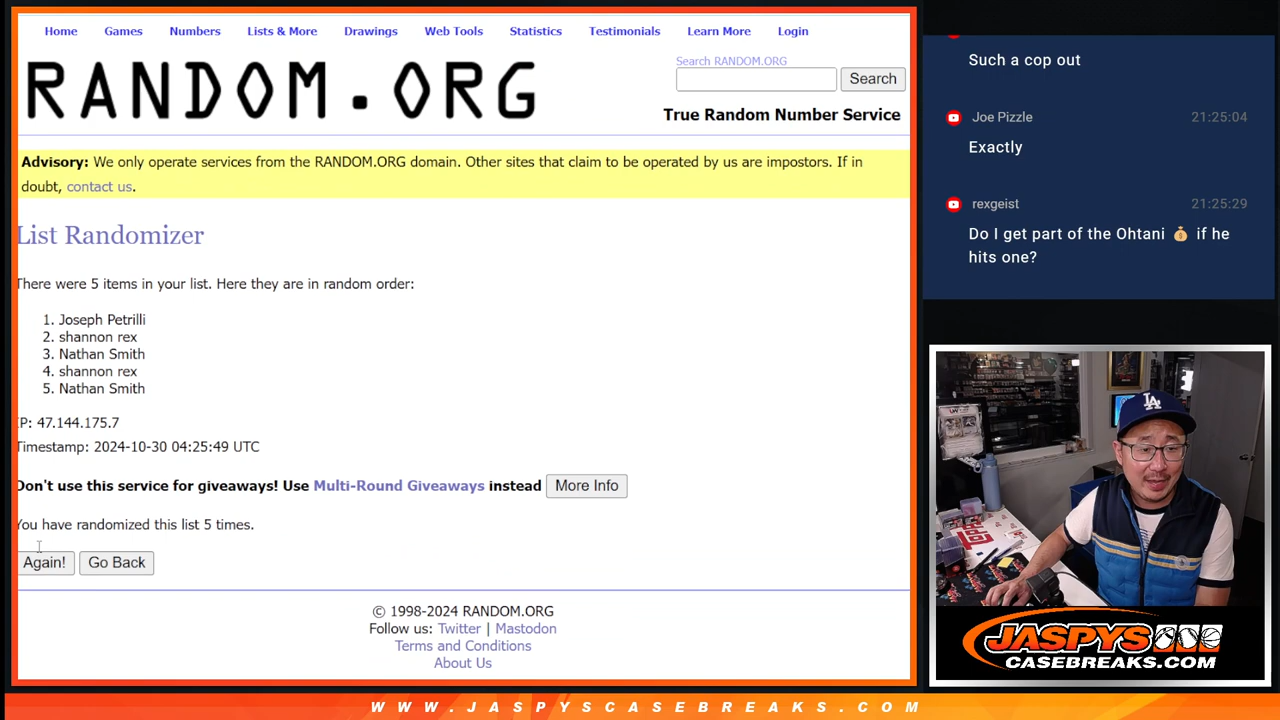 Home Games Numbers Lists & More Drawings Web Tools Statistics Testimonials Learn More Login
RANDOM.ORG
Search RANDOM.ORG
Search
True Random Number Service
Advisory: We only operate services from the RANDOM.ORG domain. Other sites that claim to be operated by us are impostors. If in
doubt, contact us.
List Randomizer
There were 5 items in your list. Here they are in random order:
1. Joseph Petrilli
2. shannon rex
3. Nathan Smith
4. shannon rex
5. Nathan Smith
IP: 47.144.175.7
Timestamp: 2024-10-30 04:25:49 UTC
Don't use this service for giveaways! Use Multi-Round Giveaways instead More Info
You have randomized this list 5 times.
Again! Go Back
© 1998-2024 RANDOM.ORG
Follow us: Twitter | Mastodon
Terms and Conditions
About Us
Such a cop out
Joe Pizzle 21:25:04
Exactly
rexgeist 21:25:29
Do I get part of the Ohtani 💰 if he
hits one?
LA
JASPYS
CASEBREAKS.COM
WWW.JASPYSCASEBREAKS.COM